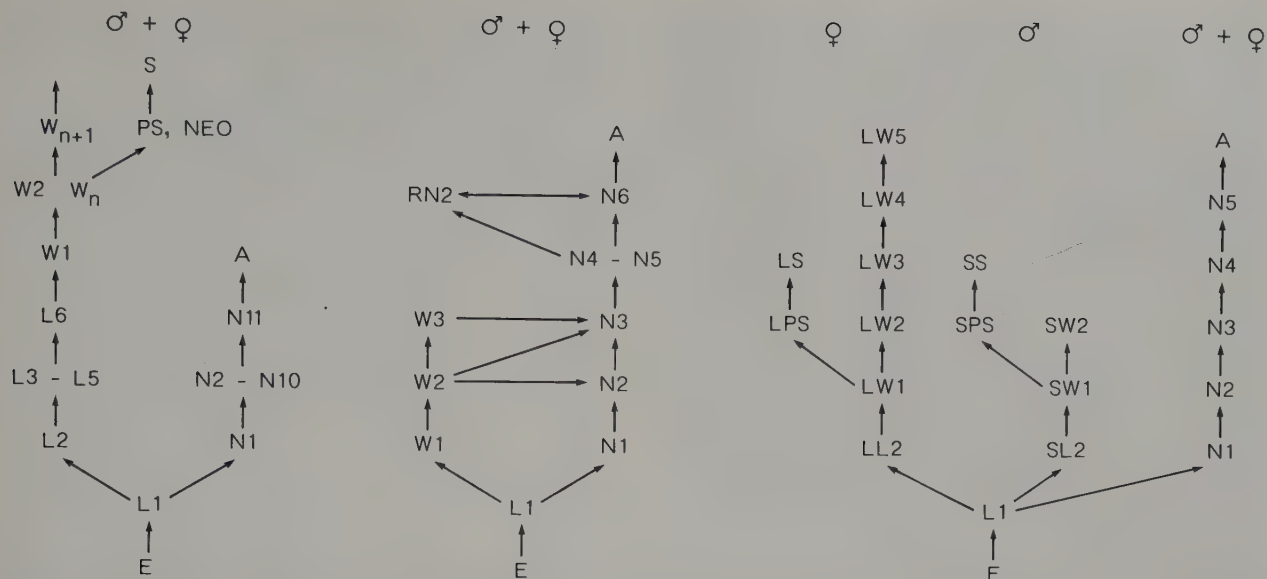 ♂ + ♀
S
W_{n+1} PS, NEO
W2 W_n
W1
A
L6 N11
L3 - L5 N2 - N10
L2 N1
L1
E
♂ + ♀
A
RN2 N6
N4 - N5
W3 N3
W2 N2
W1 N1
L1
E
♀ ♂ ♂ + ♀
LW5 A
LW4 N5
LS LW3 SS N4
LPS LW2 SPS SW2 N3
LW1 SW1 N2
LL2 SL2 N1
L1
E